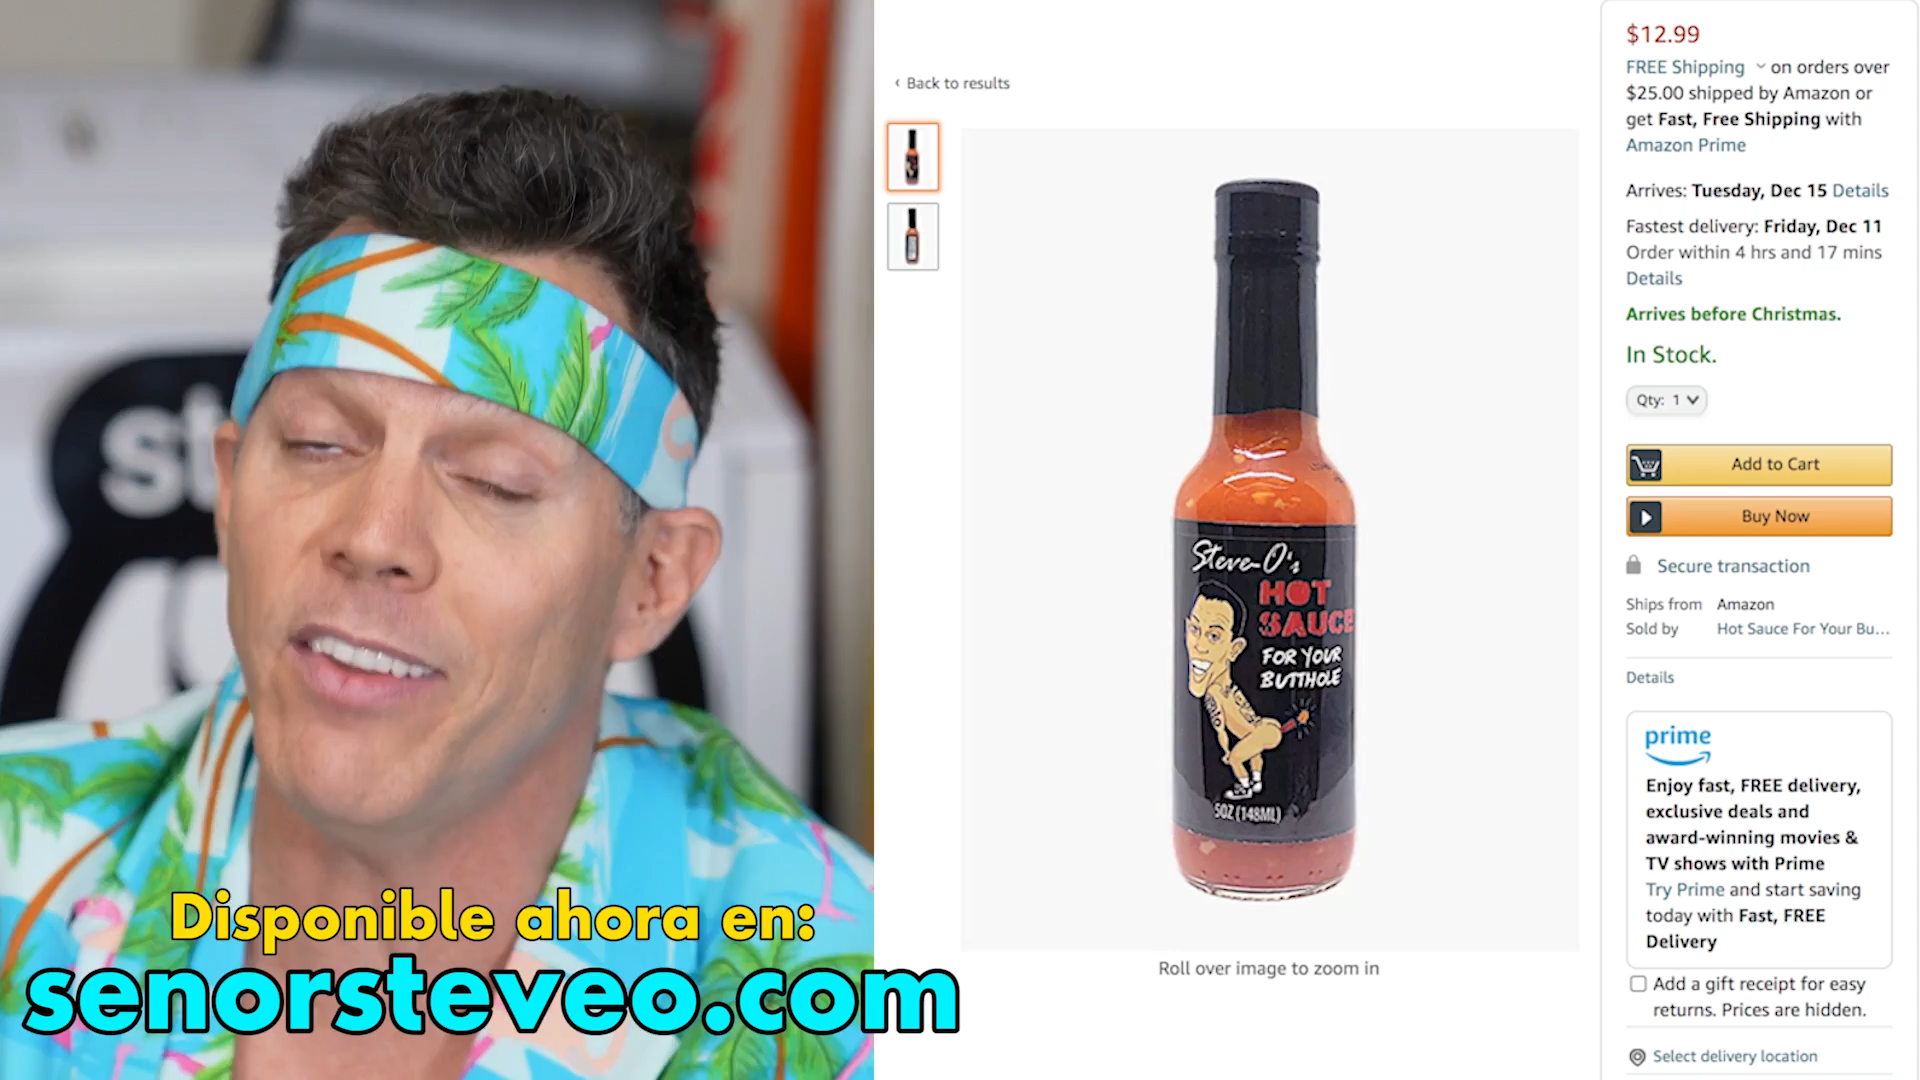 st
Disponible ahora en:
senorsteveo.com
‹ Back to results
Steve-O's
HOT
SAUCE
FOR YOUR
BUTTHOLE
5OZ (148ML)
Roll over image to zoom in
$12.99
FREE Shipping on orders over
$25.00 shipped by Amazon or
get Fast, Free Shipping with
Amazon Prime
Arrives: Tuesday, Dec 15 Details
Fastest delivery: Friday, Dec 11
Order within 4 hrs and 17 mins
Details
Arrives before Christmas.
In Stock.
Qty: 1
Add to Cart
Buy Now
Secure transaction
Ships from Amazon
Sold by Hot Sauce For Your Bu...
Details
prime
Enjoy fast, FREE delivery,
exclusive deals and
award-winning movies &
TV shows with Prime
Try Prime and start saving
today with Fast, FREE
Delivery
Add a gift receipt for easy
returns. Prices are hidden.
Select delivery location